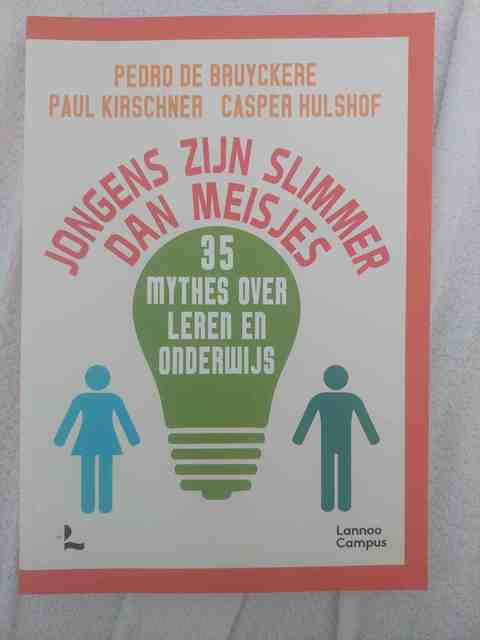 PEDRO DE BRUYCKERE
PAUL KIRSCHNER CASPER HULSHOF
JONGENS ZIJN SLIMMER
DAN MEISJES
35
MYTHES OVER
LEREN EN
ONDERWIJS
Lannoo
Campus